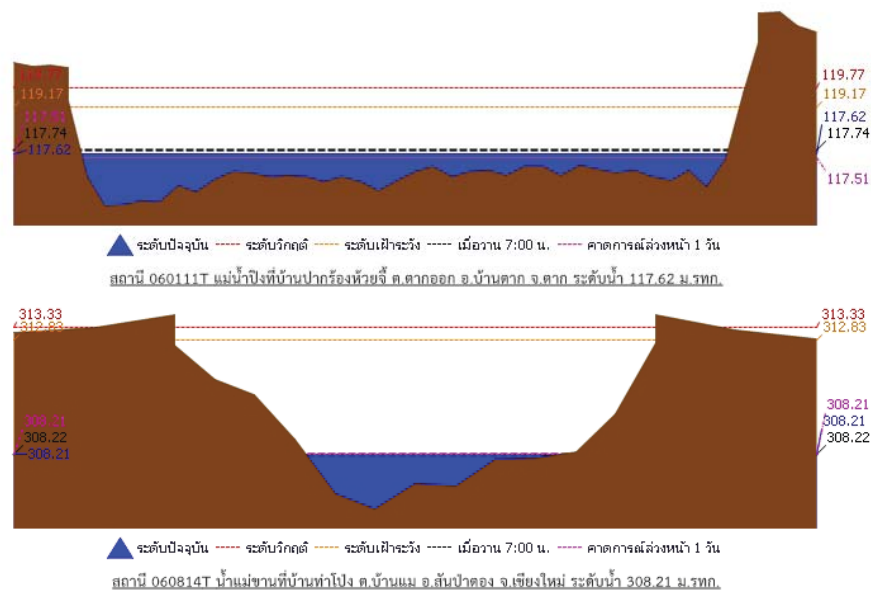 119.77 119.77
119.17 119.17
117.51 117.62
117.74 117.74
117.62 117.51
ระดับปัจจุบัน ระดับวิกฤติ ระดับเฝ้าระวัง เมื่อวาน 7:00 น. คาดการณ์ล่วงหน้า 1 วัน
สถานี 060111T แม่น้ำปิงที่บ้านปากร้องห้วยจี้ ต.ตากออก อ.บ้านตาก จ.ตาก ระดับน้ำ 117.62 ม.รทก.
313.33 313.33
312.83 312.83
308.21 308.21
308.22 308.21
308.21 308.22
ระดับปัจจุบัน ระดับวิกฤติ ระดับเฝ้าระวัง เมื่อวาน 7:00 น. คาดการณ์ล่วงหน้า 1 วัน
สถานี 060814T น้ำแม่ขานที่บ้านท่าโป่ง ต.บ้านแม อ.สันป่าตอง จ.เชียงใหม่ ระดับน้ำ 308.21 ม.รทก.